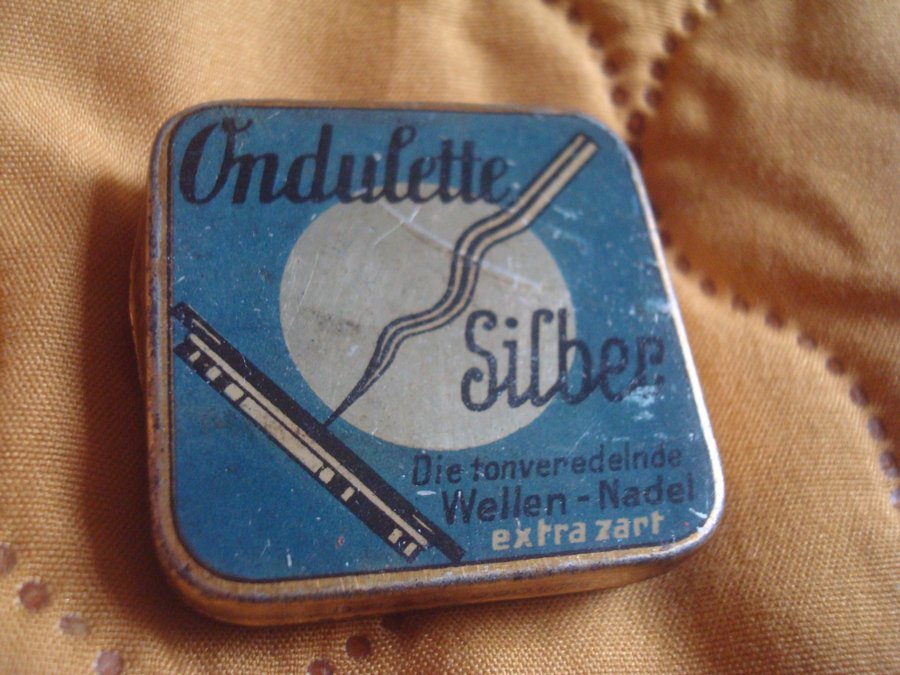 Ondulette
Silber
Die tonveredelnde
Wellen-Nadel
extra zart